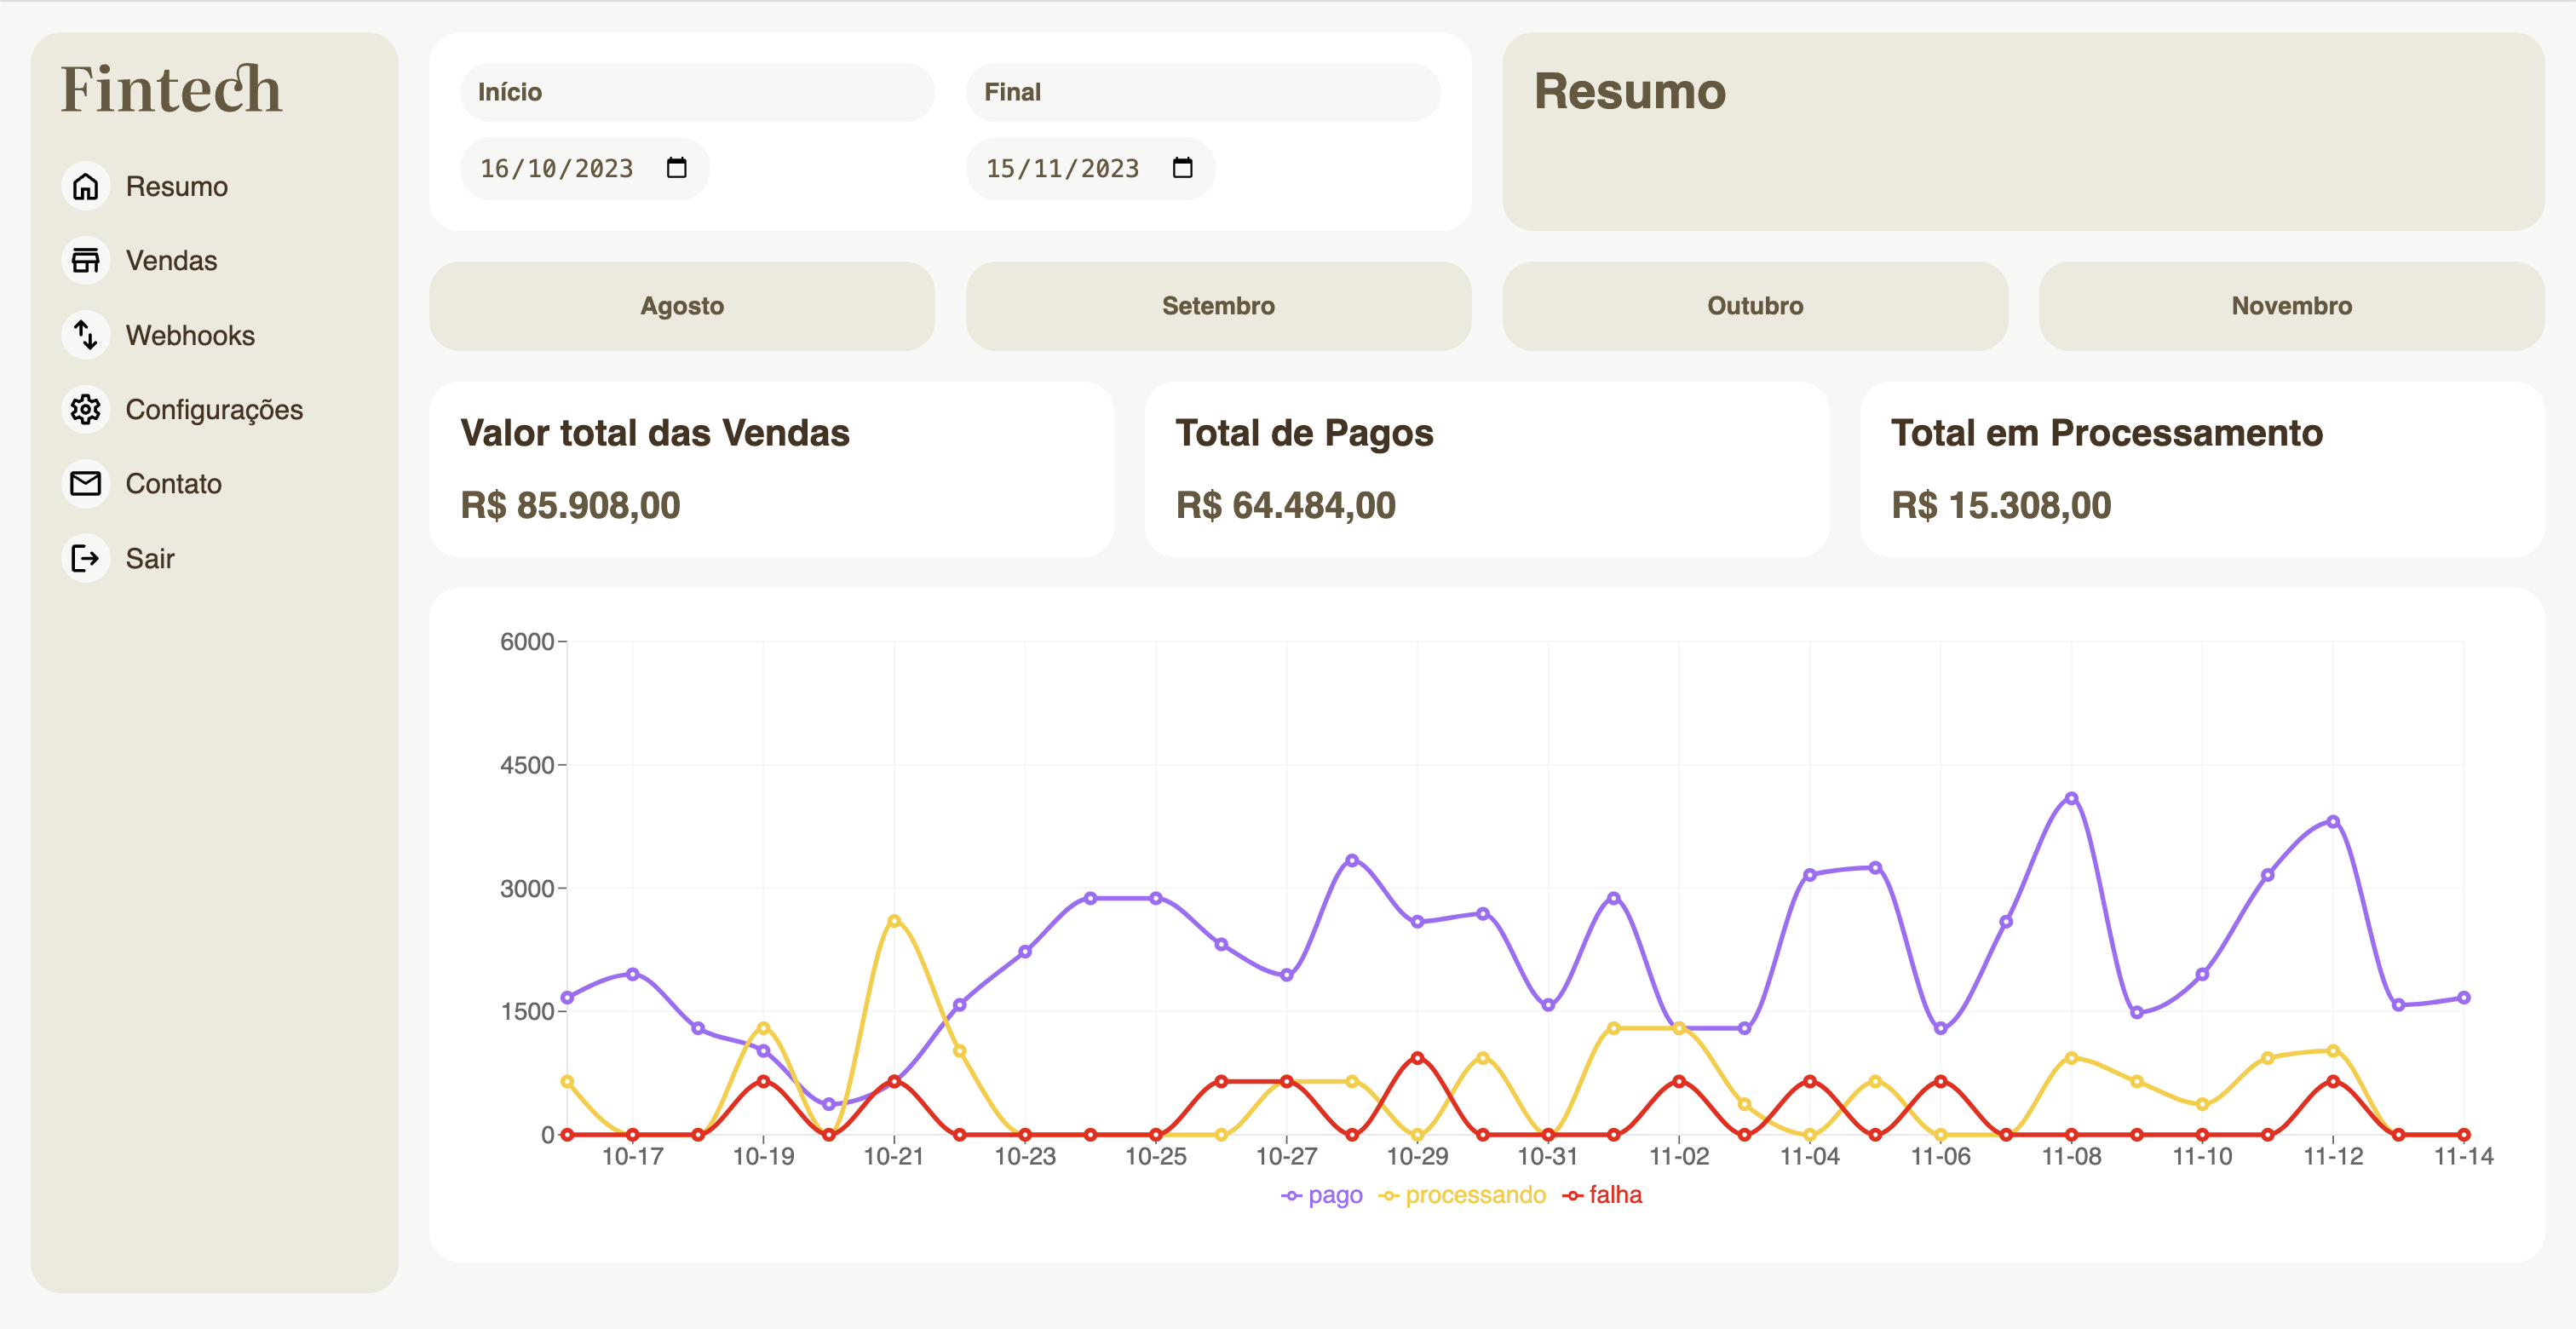 Fintech
Resumo
Vendas
Webhooks
Configurações
Contato
Sair
Início
Final
16/10/2023
15/11/2023
Resumo
Agosto
Setembro
Outubro
Novembro
Valor total das Vendas
R$ 85.908,00
Total de Pagos
R$ 64.484,00
Total em Processamento
R$ 15.308,00
6000
4500
3000
1500
0
10-17 10-19 10-21 10-23 10-25 10-27 10-29 10-31 11-02 11-04 11-06 11-08 11-10 11-12 11-14
pago processando falha